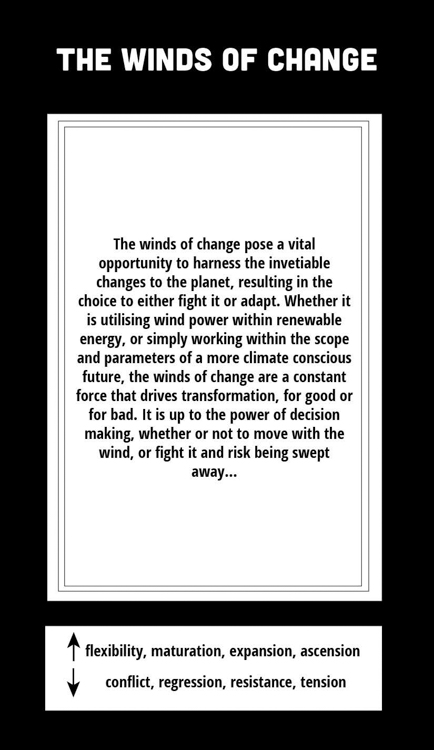 THE WINDS OF CHANGE
The winds of change pose a vital
opportunity to harness the invetiable
changes to the planet, resulting in the
choice to either fight it or adapt. Whether it
is utilising wind power within renewable
energy, or simply working within the scope
and parameters of a more climate conscious
future, the winds of change are a constant
force that drives transformation, for good or
for bad. It is up to the power of decision
making, whether or not to move with the
wind, or fight it and risk being swept
away...
flexibility, maturation, expansion, ascension
conflict, regression, resistance, tension